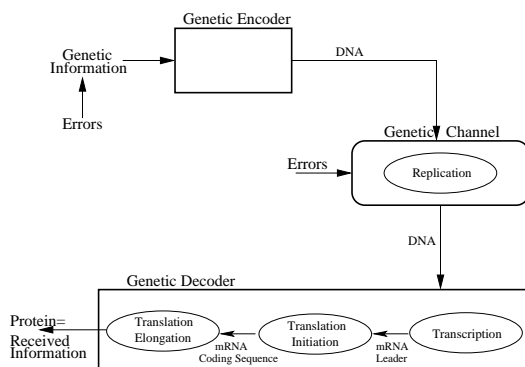 Genetic Encoder
Genetic
Information
Errors
DNA
Genetic Channel
Errors
Replication
DNA
Genetic Decoder
Protein=
Received
Information
Translation
Elongation
mRNA
Coding Sequence
Translation
Initiation
mRNA
Leader
Transcription